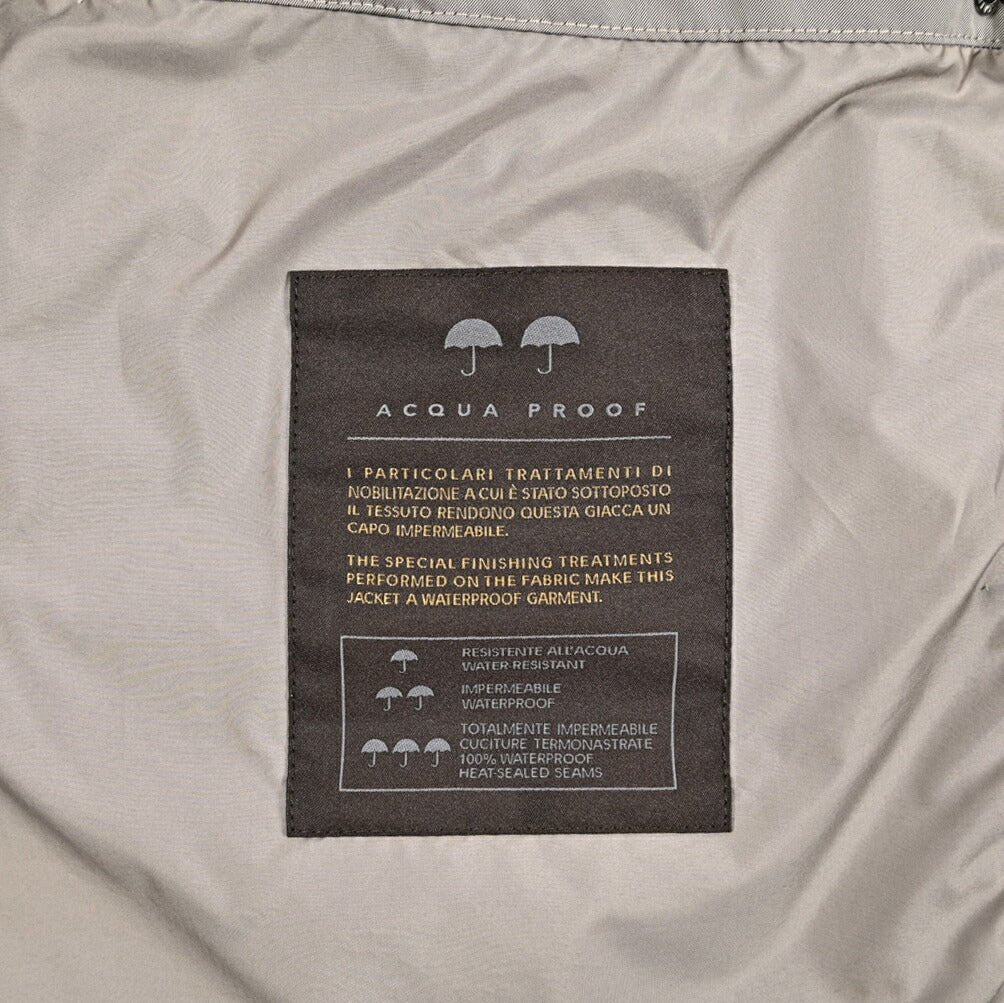 ACQUA PROOF
I PARTICOLARI TRATTAMENTI DI
NOBILITAZIONE A CUI È STATO SOTTOPOSTO
IL TESSUTO RENDONO QUESTA GIACCA UN
CAPO IMPERMEABILE.
THE SPECIAL FINISHING TREATMENTS
PERFORMED ON THE FABRIC MAKE THIS
JACKET A WATERPROOF GARMENT.
RESISTENTE ALL'ACQUA
WATER-RESISTANT
IMPERMEABILE
WATERPROOF
TOTALMENTE IMPERMEABILE
CUCITURE TERMONASTRATE
100% WATERPROOF
HEAT-SEALED SEAMS